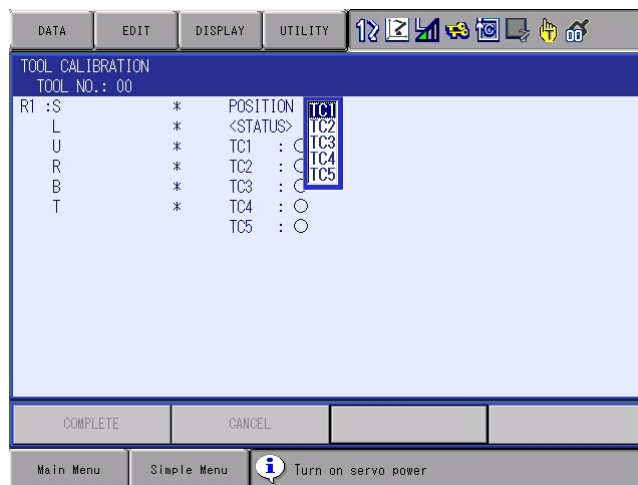 DATA EDIT DISPLAY UTILITY
TOOL CALIBRATION
TOOL NO.: 00
R1 :S * POSITION TC1
L * <STATUS> TC2
U * TC1 : TC3
R * TC2 : TC4
B * TC3 : TC5
T * TC4 :
TC5 :
COMPLETE CANCEL
Main Menu Simple Menu Turn on servo power